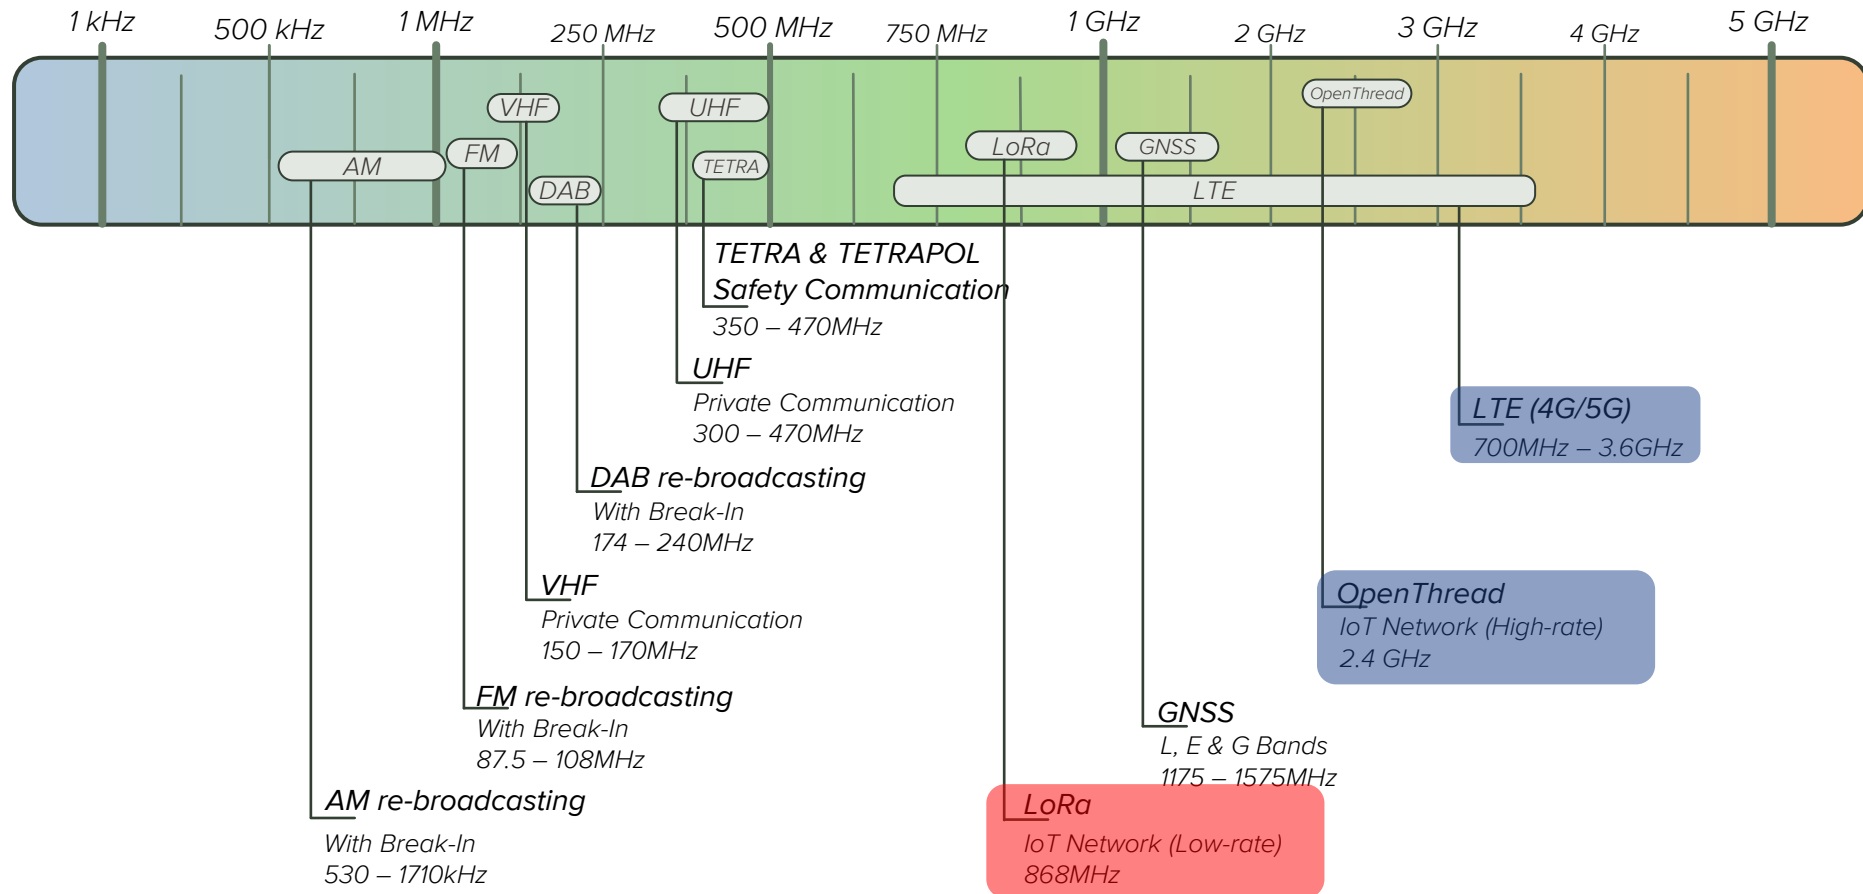 1 kHz
500 kHz
1 MHz
250 MHz
500 MHz
750 MHz
1 GHz
2 GHz
3 GHz
4 GHz
5 GHz
OpenThread
VHF
UHF
LoRa
GNSS
FM
AM
TETRA
DAB
LTE
TETRA & TETRAPOL
Safety Communication
350 – 470MHz
UHF
Private Communication
300 – 470MHz
LTE (4G/5G)
700MHz – 3.6GHz
DAB re-broadcasting
With Break-In
174 – 240MHz
VHF
Private Communication
150 – 170MHz
OpenThread
IoT Network (High-rate)
2.4 GHz
FM re-broadcasting
With Break-In
87.5 – 108MHz
GNSS
L, E & G Bands
1175 – 1575MHz
AM re-broadcasting
With Break-In
530 – 1710kHz
LoRa
IoT Network (Low-rate)
868MHz